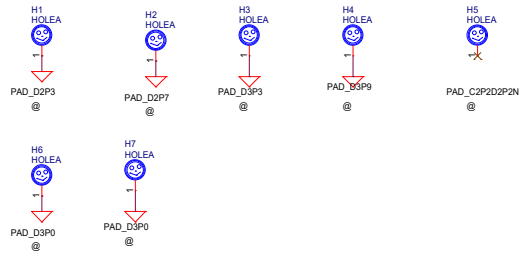 H1
HOLEA
1
PAD_D2P3
@
H2
HOLEA
1
PAD_D2P7
@
H3
HOLEA
1
PAD_D3P3
@
H4
HOLEA
1
PAD_D3P9
@
H5
HOLEA
1
PAD_C2P2D2P2N
@
H6
HOLEA
1
PAD_D3P0
@
H7
HOLEA
1
PAD_D3P0
@